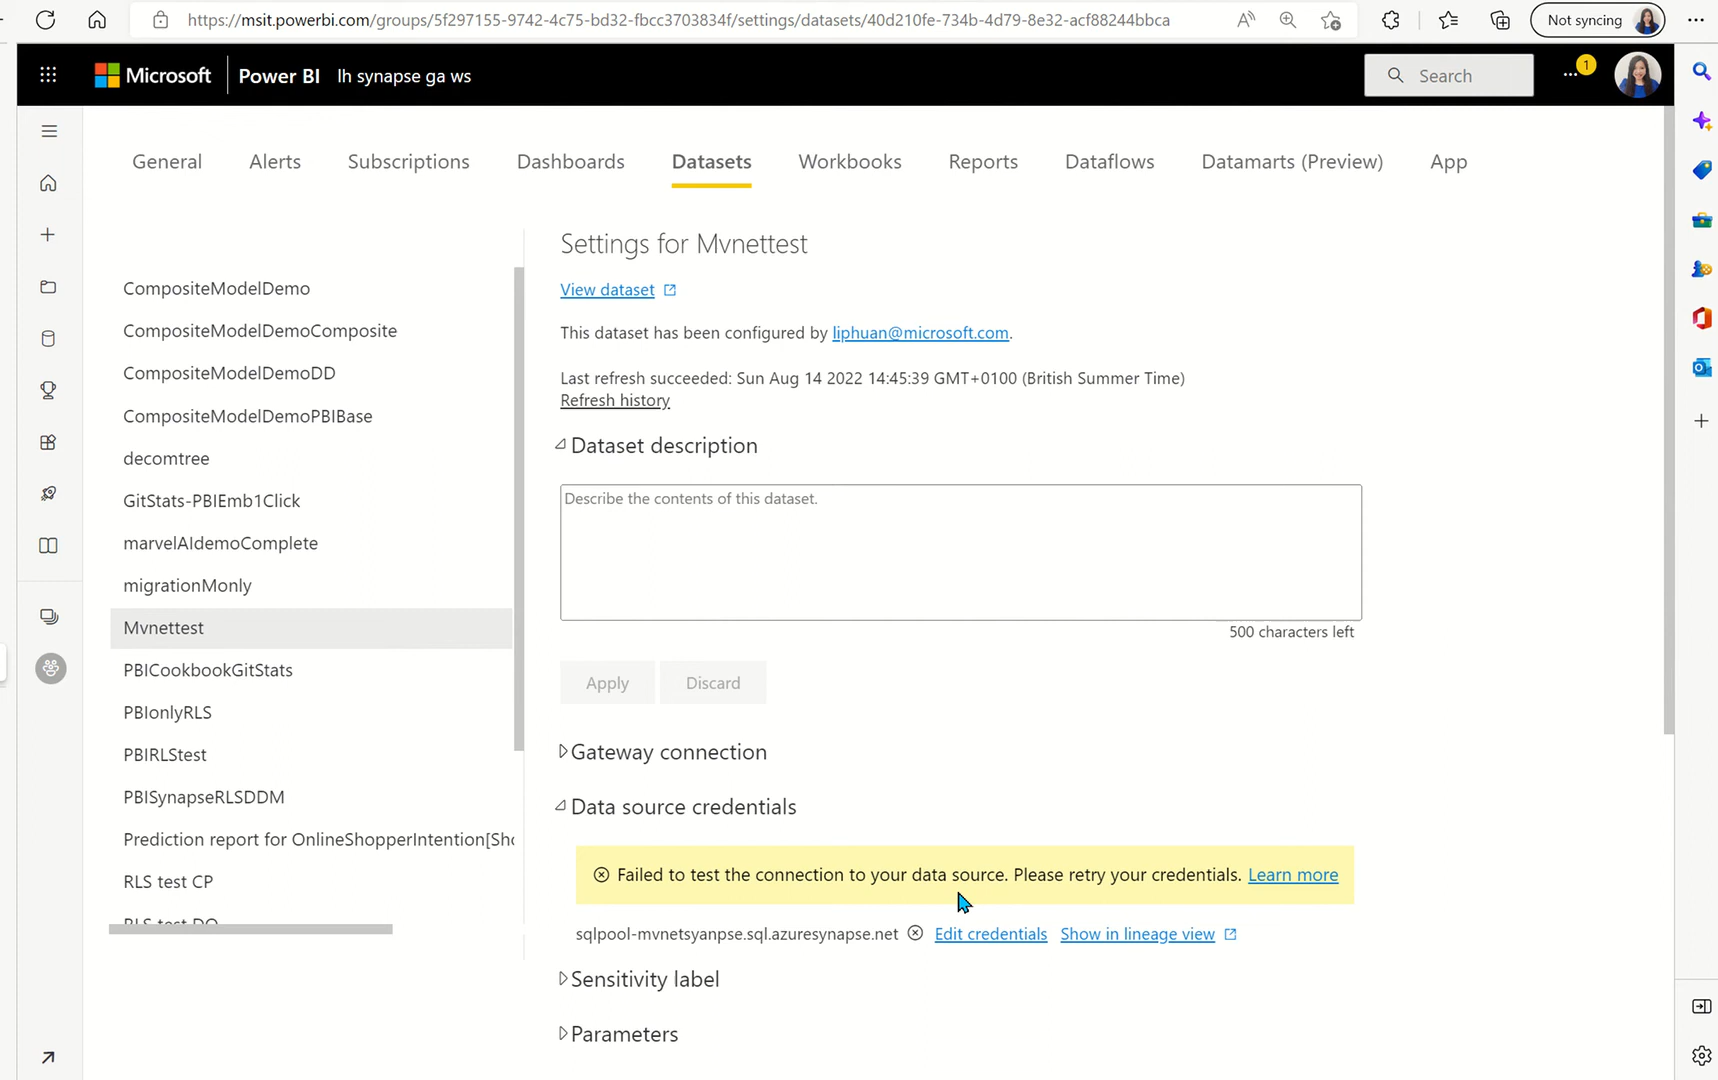 https://msit.powerbi.com/groups/5f297155-9742-4c75-bd32-fbcc3703834f/settings/datasets/40d210fe-734b-4d79-8e32-acf88244bbca
Not syncing
Microsoft Power BI lh synapse ga ws
Search
1
General Alerts Subscriptions Dashboards Datasets Workbooks Reports Dataflows Datamarts (Preview) App
CompositeModelDemo
CompositeModelDemoComposite
CompositeModelDemoDD
CompositeModelDemoPBIBase
decomtree
GitStats-PBIEmb1Click
marvelAIdemoComplete
migrationMonly
Mvnettest
PBICookbookGitStats
PBIonlyRLS
PBIRLStest
PBISynapseRLSDDM
Prediction report for OnlineShopperIntention[Sho
RLS test CP
RLS test DQ
Settings for Mvnettest
View dataset
This dataset has been configured by liphuan@microsoft.com.
Last refresh succeeded: Sun Aug 14 2022 14:45:39 GMT+0100 (British Summer Time)
Refresh history
Dataset description
Describe the contents of this dataset.
500 characters left
Apply Discard
Gateway connection
Data source credentials
Failed to test the connection to your data source. Please retry your credentials. Learn more
sqlpool-mvnetsyanpse.sql.azuresynapse.net Edit credentials Show in lineage view
Sensitivity label
Parameters